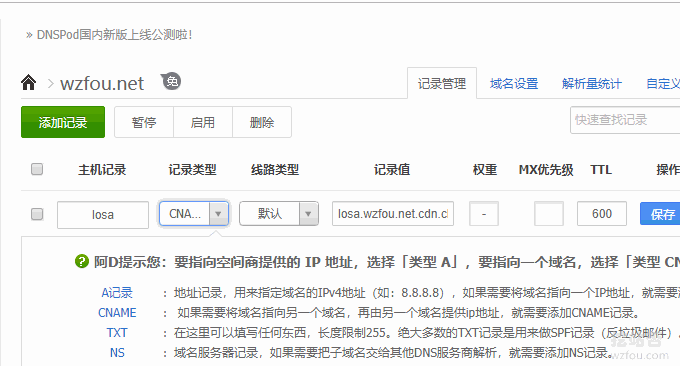 » DNSPod国内新版上线公测啦!
wzfou.net 免
记录管理 域名设置 解析量统计 自定义
添加记录 暂停 启用 删除 快速查找记录
主机记录 记录类型 线路类型 记录值 权重 MX优先级 TTL 操作
losa CNA... 默认 losa.wzfou.net.cdn.cl - 600 保存
阿D提示您：要指向空间商提供的 IP 地址，选择「类型 A」，要指向一个域名，选择「类型 CN
A记录 ：地址记录，用来指定域名的IPv4地址（如：8.8.8.8），如果需要将域名指向一个IP地址，就需要添
CNAME ： 如果需要将域名指向另一个域名，再由另一个域名提供ip地址，就需要添加CNAME记录。
TXT ：在这里可以填写任何东西，长度限制255。绝大多数的TXT记录是用来做SPF记录（反垃圾邮件）。
NS ：域名服务器记录，如果需要把子域名交给其他DNS服务商解析，就需要添加NS记录。
wzfou.com